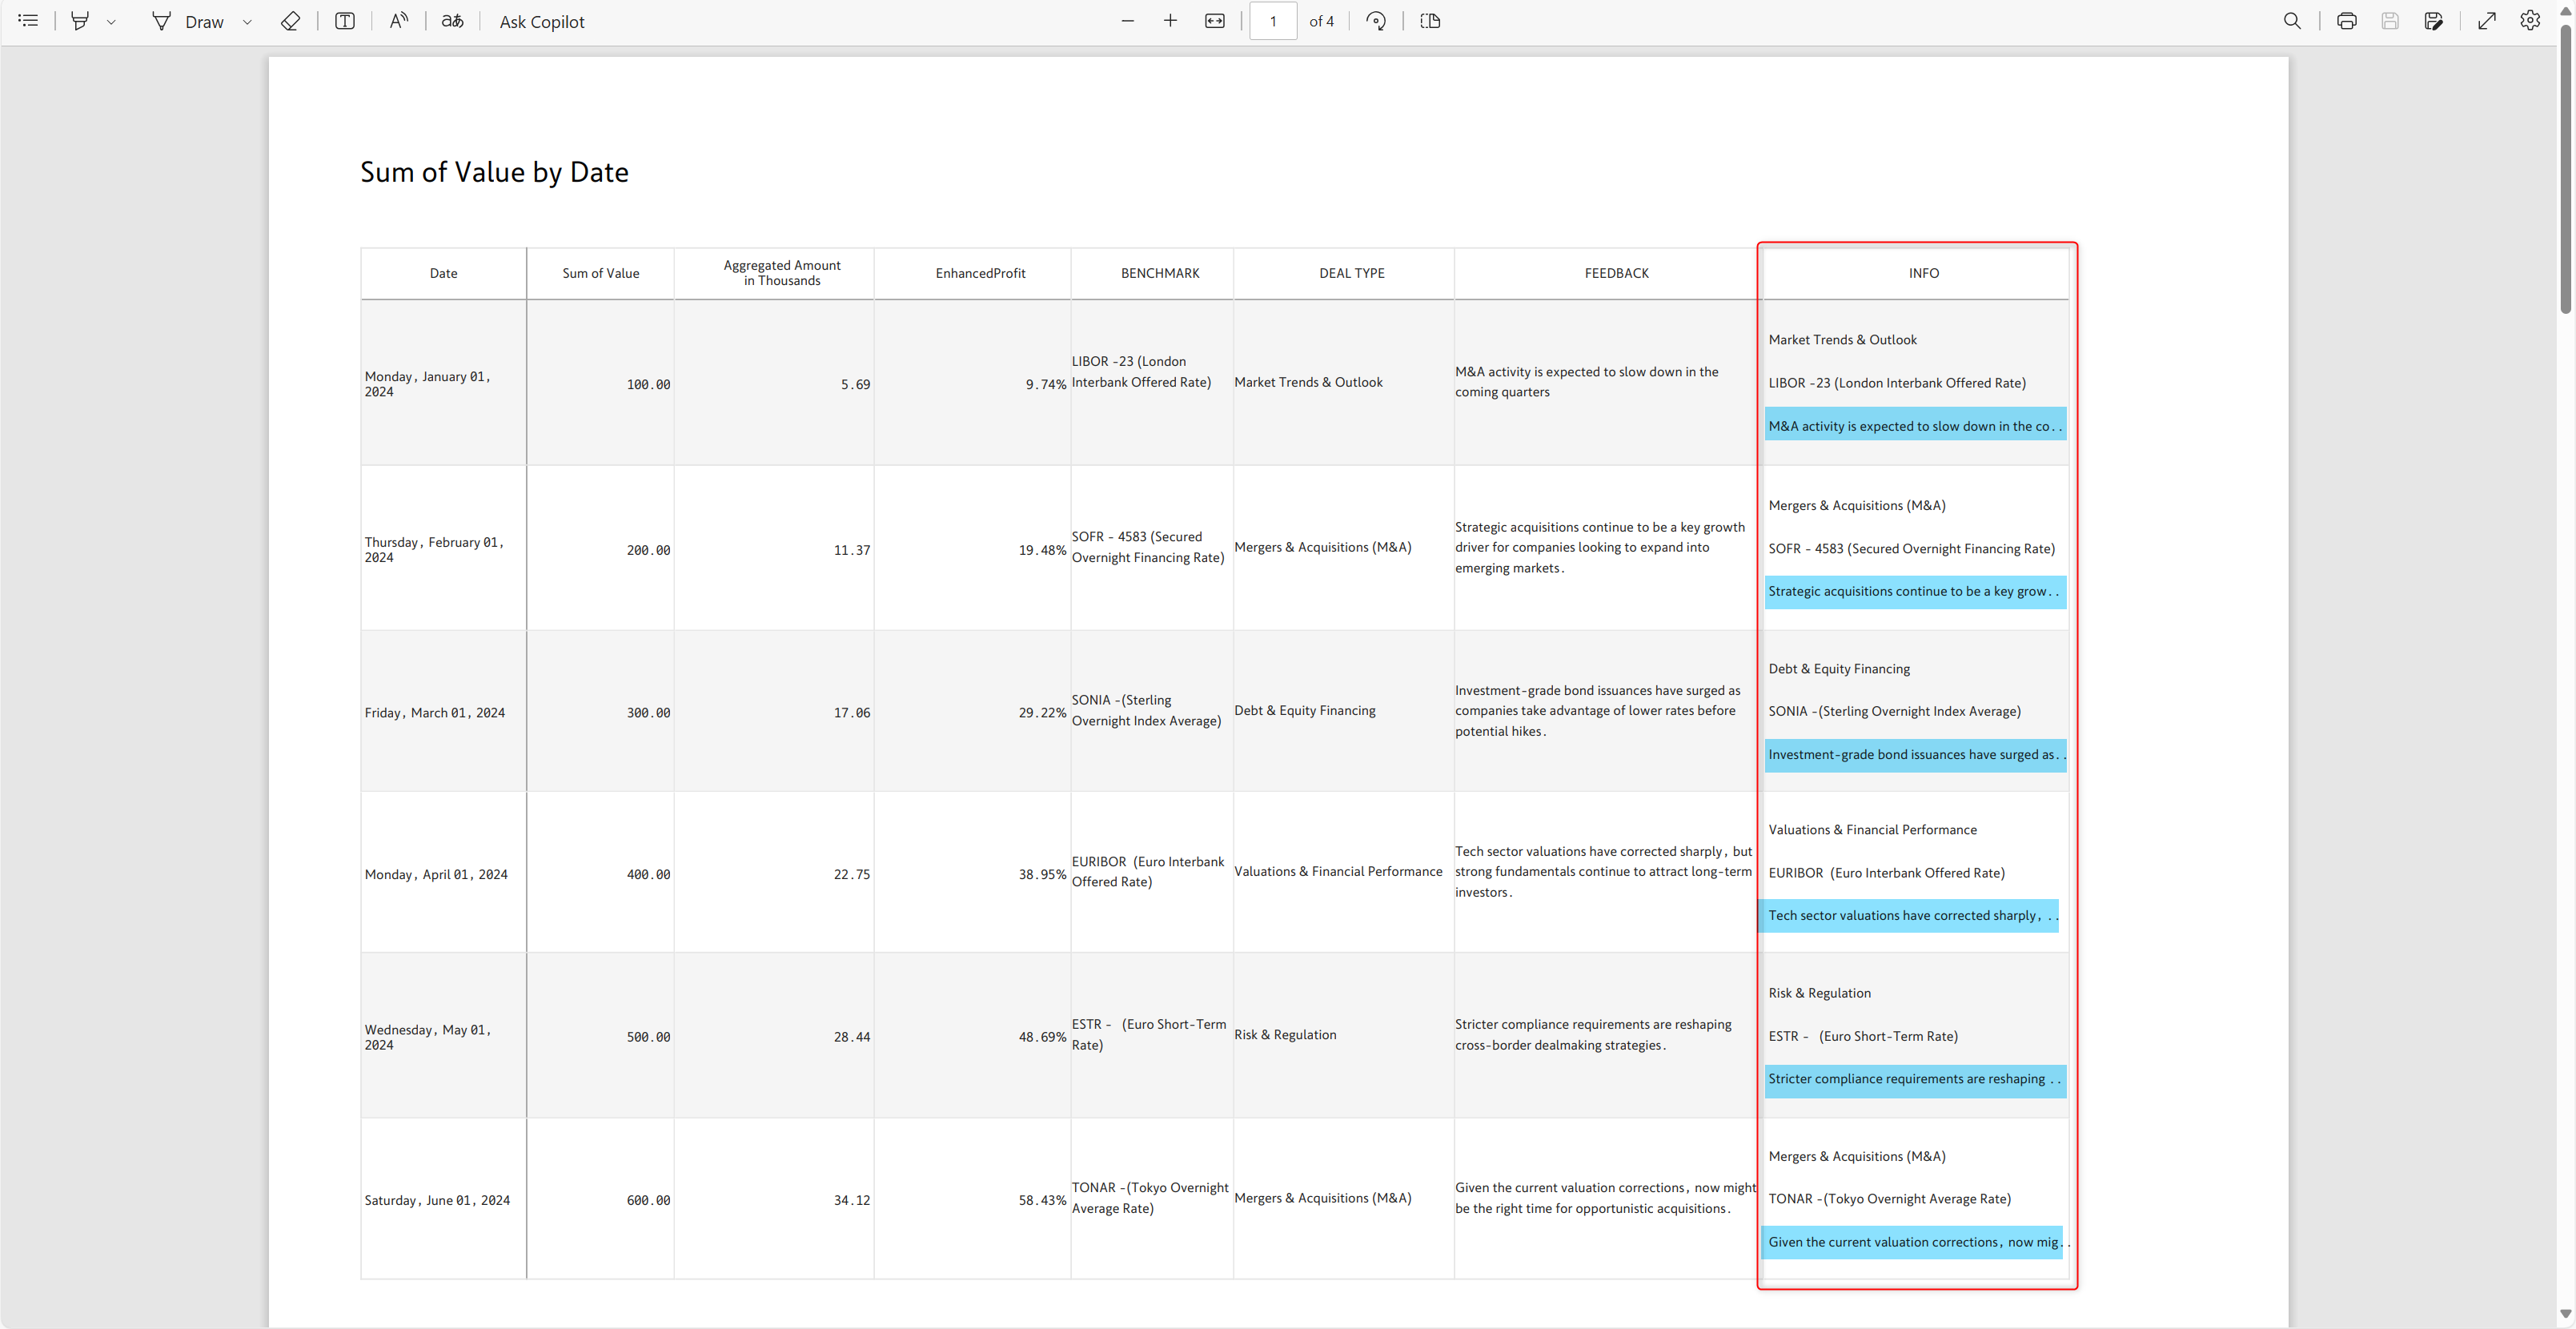 Draw
aあ
Ask Copilot
1 of 4
Sum of Value by Date
Date
Sum of Value
Aggregated Amount
in Thousands
EnhancedProfit
BENCHMARK
DEAL TYPE
FEEDBACK
INFO
Monday, January 01,
2024
100.00
5.69
9.74%
LIBOR -23 (London
Interbank Offered Rate)
Market Trends & Outlook
M&A activity is expected to slow down in the
coming quarters
Market Trends & Outlook
LIBOR -23 (London Interbank Offered Rate)
M&A activity is expected to slow down in the co..
Thursday, February 01,
2024
200.00
11.37
19.48%
SOFR - 4583 (Secured
Overnight Financing Rate)
Mergers & Acquisitions (M&A)
Strategic acquisitions continue to be a key growth
driver for companies looking to expand into
emerging markets.
Mergers & Acquisitions (M&A)
SOFR - 4583 (Secured Overnight Financing Rate)
Strategic acquisitions continue to be a key grow..
Friday, March 01, 2024
300.00
17.06
29.22%
SONIA -(Sterling
Overnight Index Average)
Debt & Equity Financing
Investment-grade bond issuances have surged as
companies take advantage of lower rates before
potential hikes.
Debt & Equity Financing
SONIA -(Sterling Overnight Index Average)
Investment-grade bond issuances have surged as..
Monday, April 01, 2024
400.00
22.75
38.95%
EURIBOR (Euro Interbank
Offered Rate)
Valuations & Financial Performance
Tech sector valuations have corrected sharply, but
strong fundamentals continue to attract long-term
investors.
Valuations & Financial Performance
EURIBOR (Euro Interbank Offered Rate)
Tech sector valuations have corrected sharply, ..
Wednesday, May 01,
2024
500.00
28.44
48.69%
ESTR - (Euro Short-Term
Rate)
Risk & Regulation
Stricter compliance requirements are reshaping
cross-border dealmaking strategies.
Risk & Regulation
ESTR - (Euro Short-Term Rate)
Stricter compliance requirements are reshaping ..
Saturday, June 01, 2024
600.00
34.12
58.43%
TONAR -(Tokyo Overnight
Average Rate)
Mergers & Acquisitions (M&A)
Given the current valuation corrections, now might
be the right time for opportunistic acquisitions.
Mergers & Acquisitions (M&A)
TONAR -(Tokyo Overnight Average Rate)
Given the current valuation corrections, now mig..